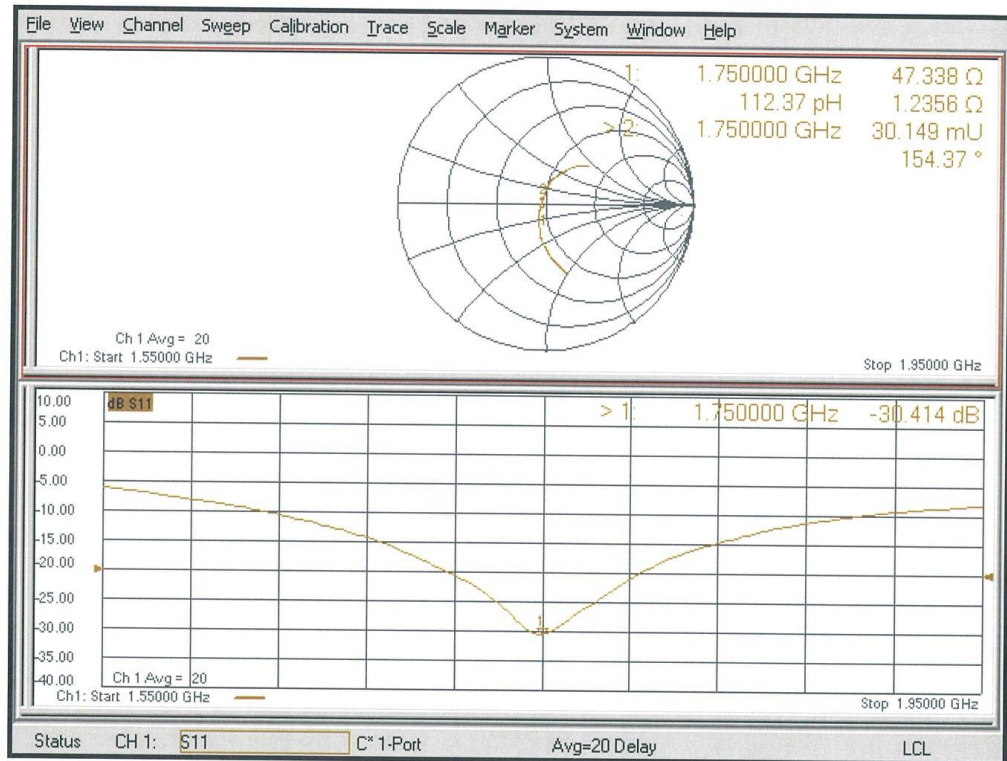 File View Channel Sweep Calibration Trace Scale Marker System Window Help
1: 1.750000 GHz 47.338 Ω
112.37 pH 1.2356 Ω
> 2: 1.750000 GHz 30.149 mU
154.37 °
Ch 1 Avg = 20
Ch1: Start 1.55000 GHz
Stop 1.95000 GHz
10.00
dB S11
> 1: 1.750000 GHz -30.414 dB
5.00
0.00
-5.00
-10.00
-15.00
-20.00
-25.00
1
-30.00
-35.00
-40.00
Ch 1 Avg = 20
Ch1: Start 1.55000 GHz
Stop 1.95000 GHz
Status CH 1: S11 C* 1-Port Avg=20 Delay LCL